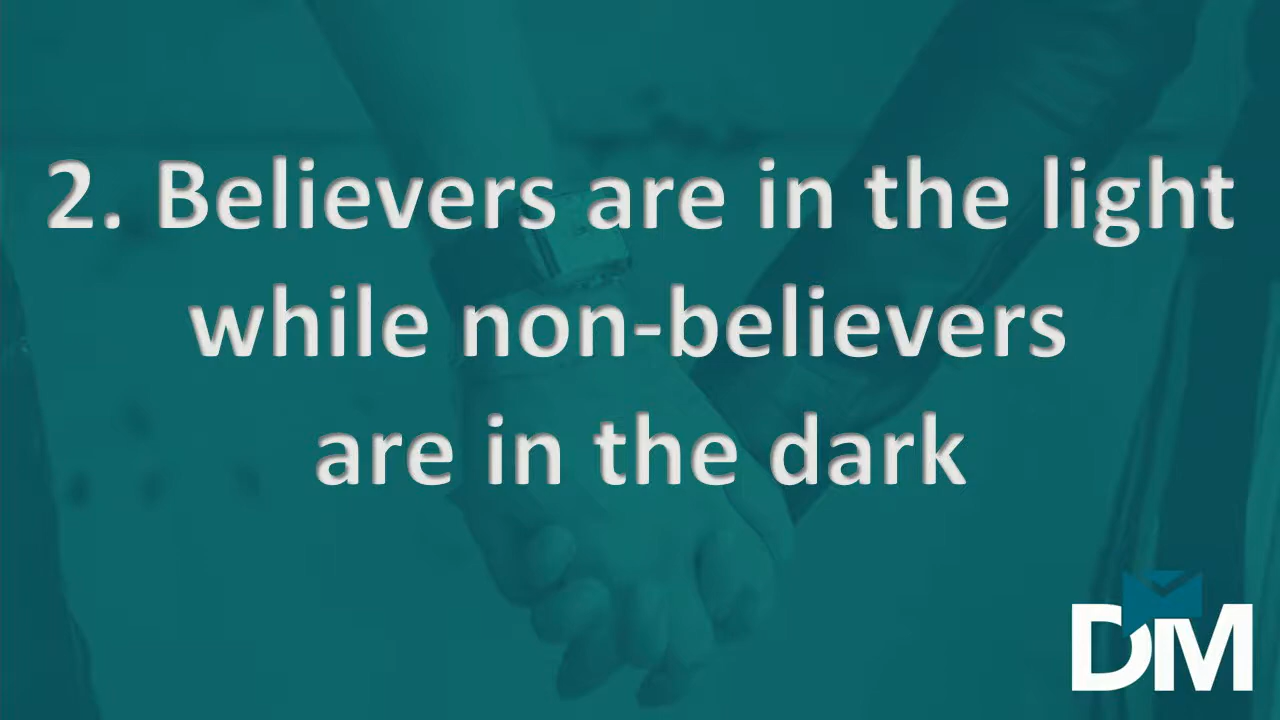 2. Believers are in the light
while non-believers
are in the dark
DM